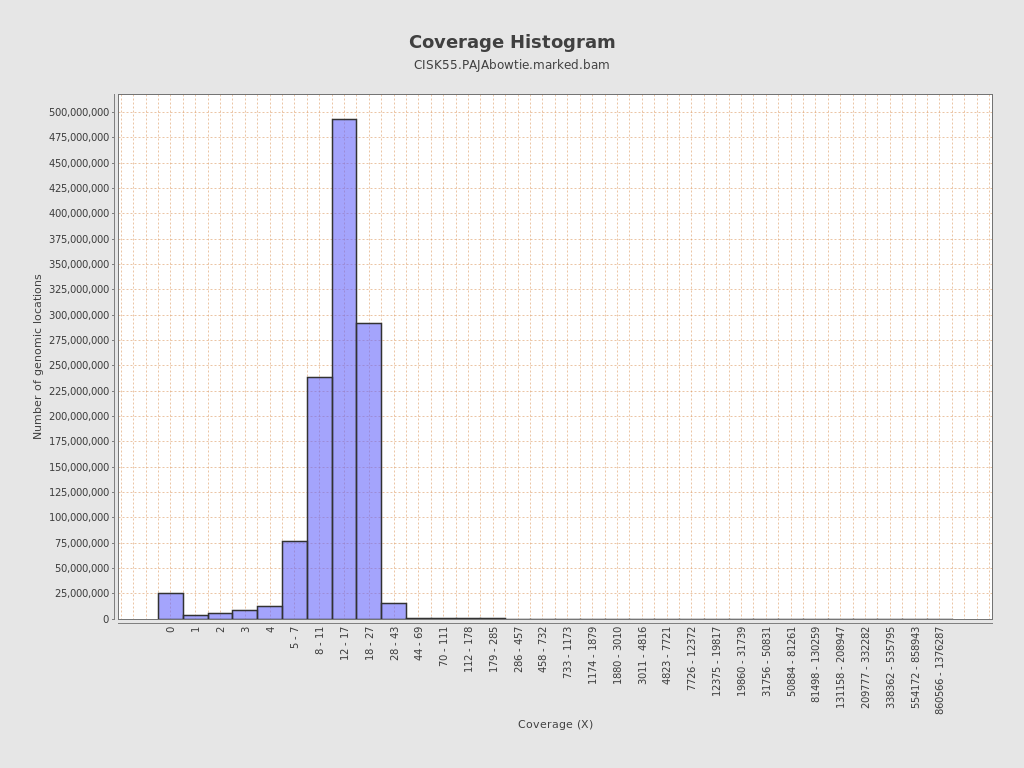 Coverage Histogram
CISK55.PAJAbowtie.marked.bam
500,000,000
475,000,000
450,000,000
425,000,000
400,000,000
375,000,000
350,000,000
325,000,000
300,000,000
275,000,000
250,000,000
225,000,000
200,000,000
175,000,000
150,000,000
125,000,000
100,000,000
75,000,000
50,000,000
25,000,000
0
Number of genomic locations
0
1
2
3
4
5 - 7
8 - 11
12 - 17
18 - 27
28 - 43
44 - 69
70 - 111
112 - 178
179 - 285
286 - 457
458 - 732
733 - 1173
1174 - 1879
1880 - 3010
3011 - 4816
4823 - 7721
7726 - 12372
12375 - 19817
19860 - 31739
31756 - 50831
50884 - 81261
81498 - 130259
131158 - 208947
209777 - 332282
338362 - 535795
554172 - 858943
860566 - 1376287
Coverage (X)